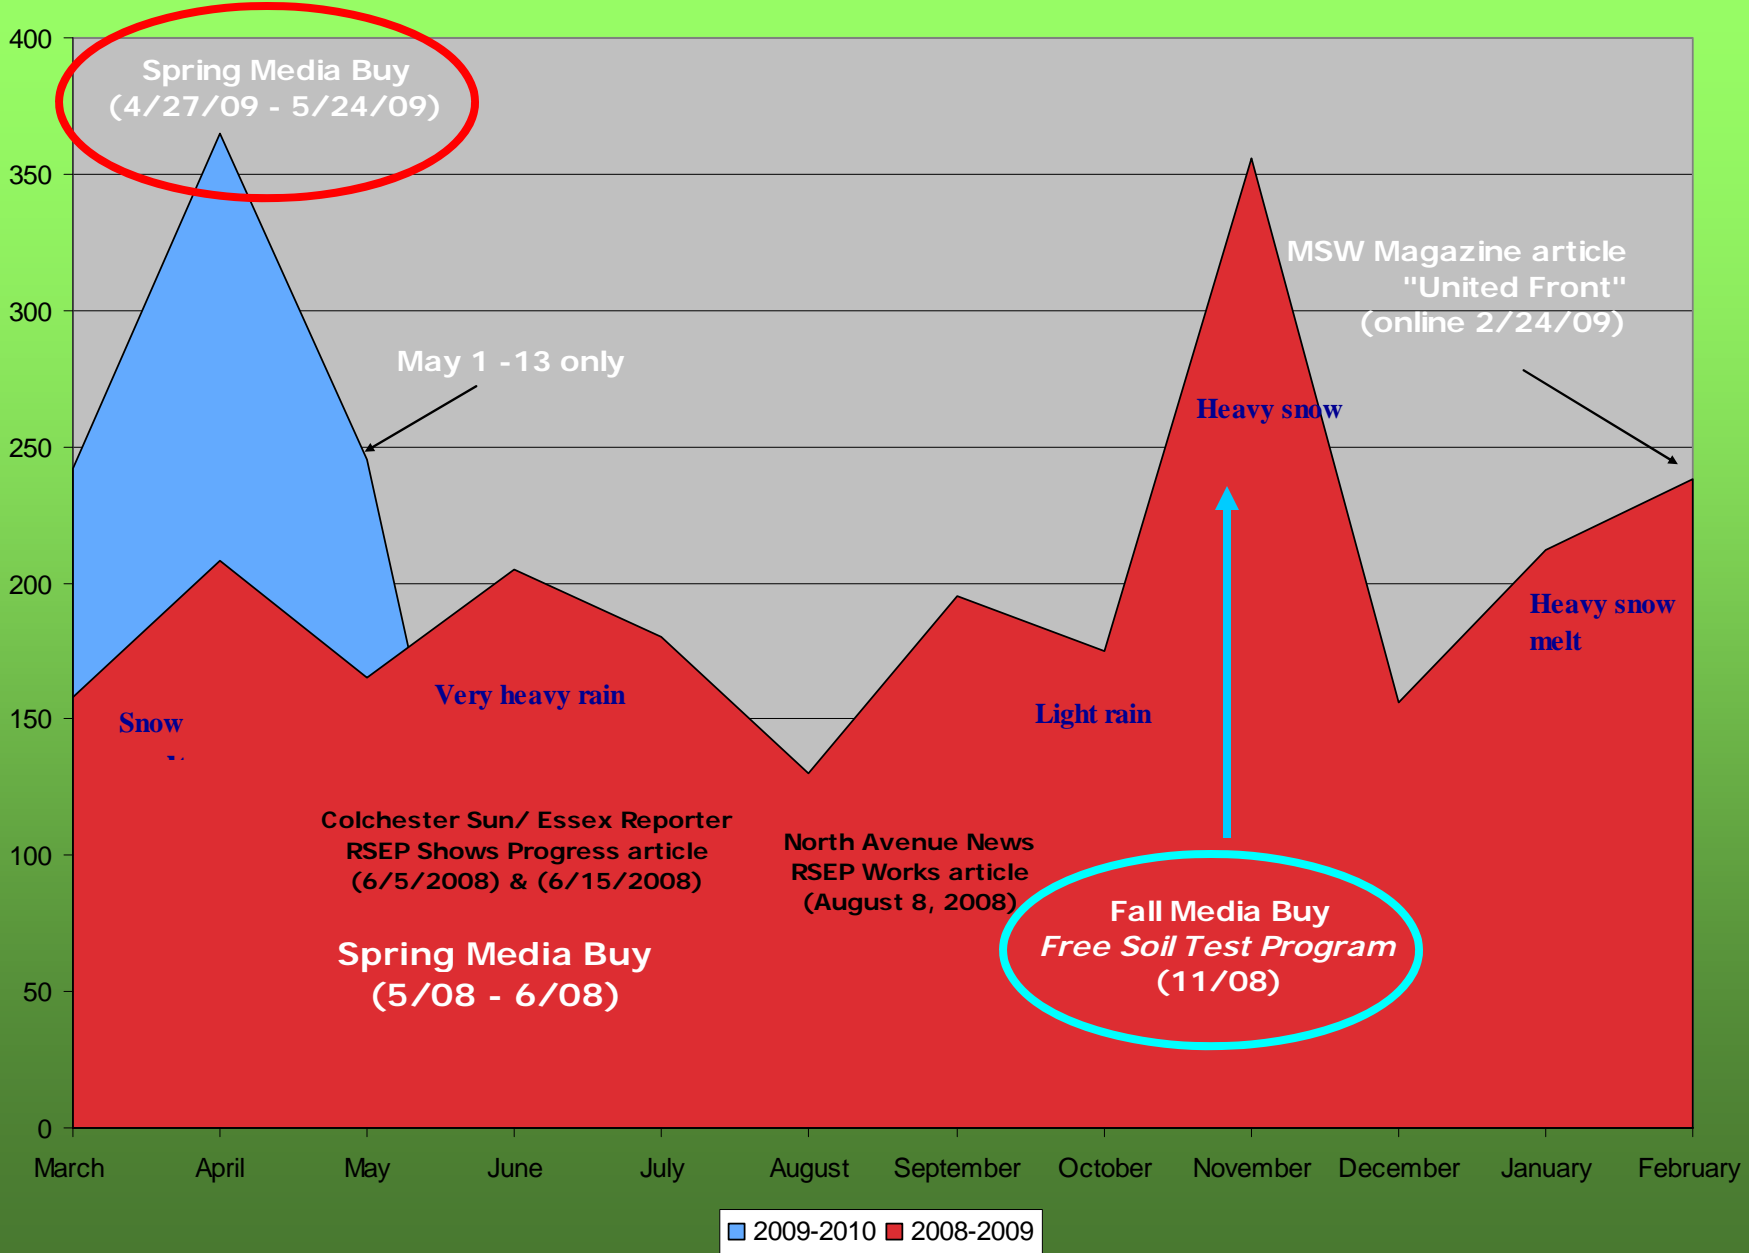 400
Spring Media Buy
(4/27/09 - 5/24/09)
350
MSW Magazine article
"United Front"
(online 2/24/09)
300
May 1 -13 only
Heavy snow
250
200
Heavy snow
melt
Very heavy rain
Snow
150
Light rain
Colchester Sun/ Essex Reporter
RSEP Shows Progress article
(6/5/2008) & (6/15/2008)
North Avenue News
RSEP Works article
(August 8, 2008)
100
Fall Media Buy
Free Soil Test Program
(11/08)
Spring Media Buy
(5/08 - 6/08)
50
0
March April May June July August September October November December January February
2009-2010 2008-2009